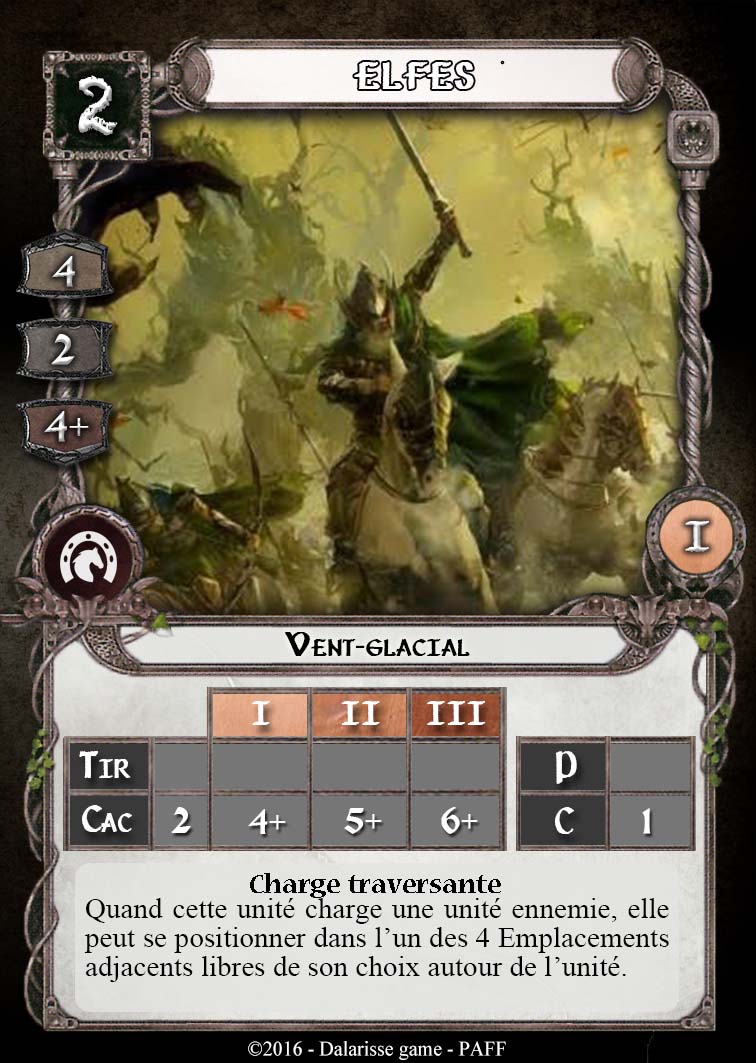 ELFES
2
4
2
4+
I
VENT-GLACIAL
I II III
TIR
CAC 2 4+ 5+ 6+
P
C 1
Charge traversante
Quand cette unité charge une unité ennemie, elle
peut se positionner dans l'un des 4 Emplacements
adjacents libres de son choix autour de l'unité.
©2016 - Dalarisse game - PAFF